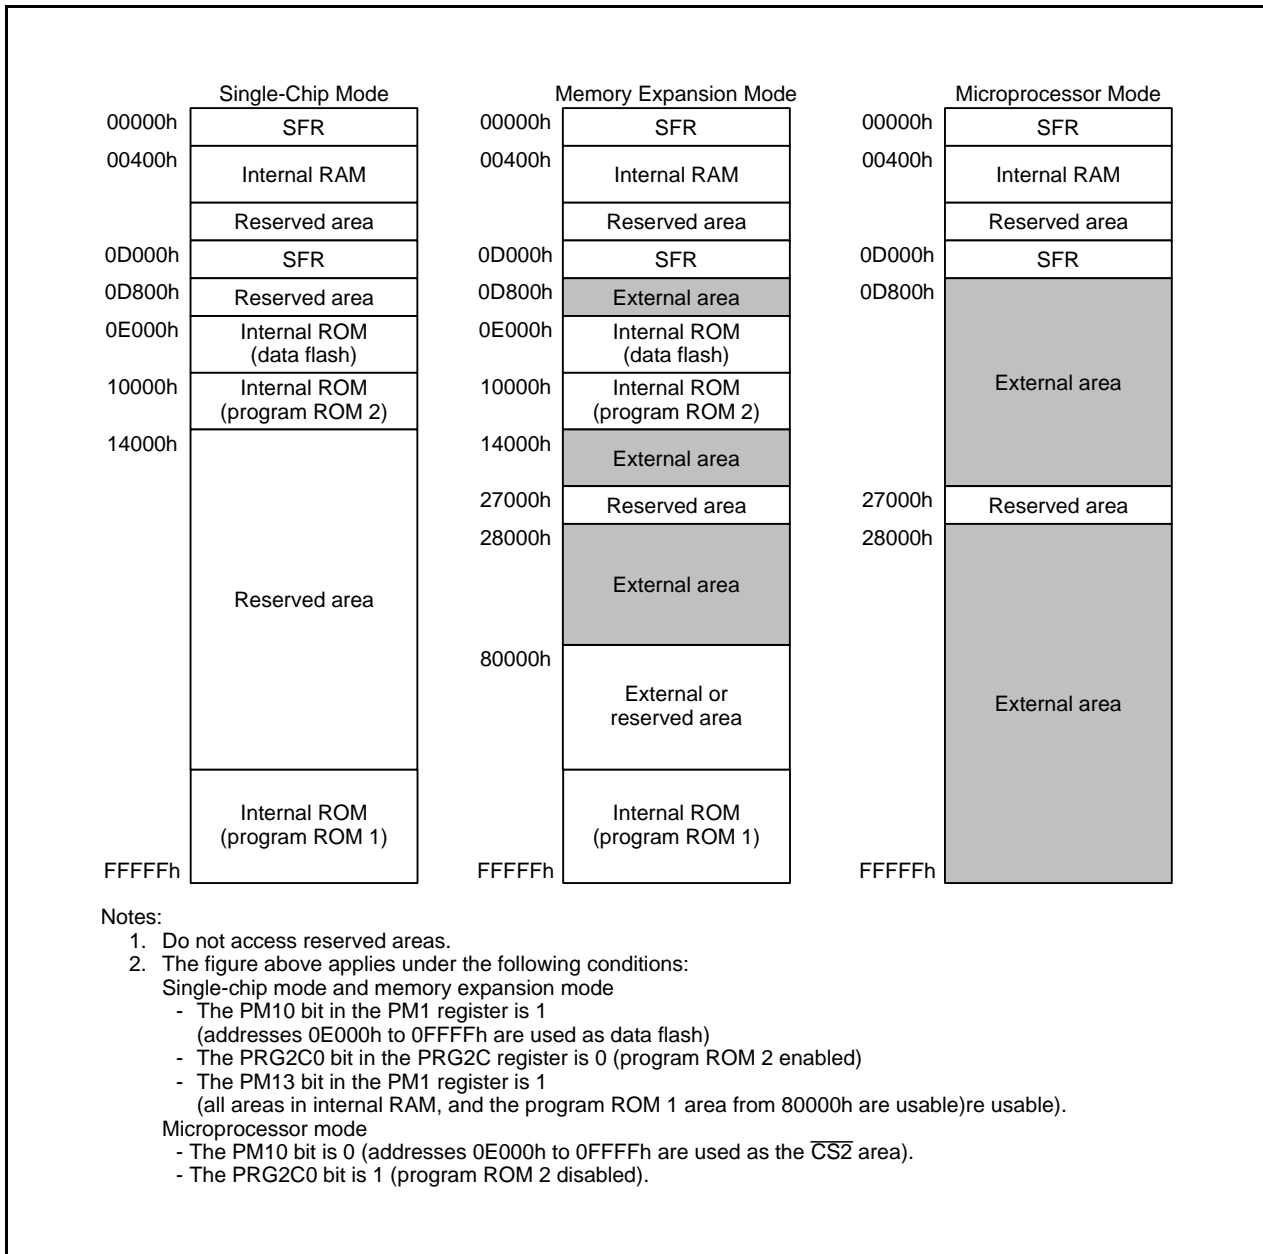 Single-Chip Mode
00000h
SFR
00400h
Internal RAM
Reserved area
0D000h
SFR
0D800h
Reserved area
0E000h
Internal ROM
(data flash)
10000h
Internal ROM
(program ROM 2)
14000h
Reserved area
Internal ROM
(program ROM 1)
FFFFFh
Memory Expansion Mode
00000h
SFR
00400h
Internal RAM
Reserved area
0D000h
SFR
0D800h
External area
0E000h
Internal ROM
(data flash)
10000h
Internal ROM
(program ROM 2)
14000h
External area
27000h
Reserved area
28000h
External area
80000h
External or
reserved area
Internal ROM
(program ROM 1)
FFFFFh
Microprocessor Mode
00000h
SFR
00400h
Internal RAM
Reserved area
0D000h
SFR
0D800h
External area
27000h
Reserved area
28000h
External area
FFFFFh
Notes:
1. Do not access reserved areas.
2. The figure above applies under the following conditions:
Single-chip mode and memory expansion mode
- The PM10 bit in the PM1 register is 1
(addresses 0E000h to 0FFFFh are used as data flash)
- The PRG2C0 bit in the PRG2C register is 0 (program ROM 2 enabled)
- The PM13 bit in the PM1 register is 1
(all areas in internal RAM, and the program ROM 1 area from 80000h are usable)re usable).
Microprocessor mode
- The PM10 bit is 0 (addresses 0E000h to 0FFFFh are used as the C̅S̅2̅ area).
- The PRG2C0 bit is 1 (program ROM 2 disabled).